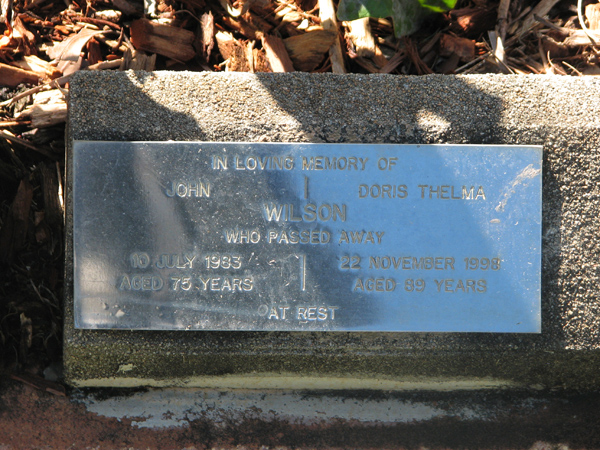 IN LOVING MEMORY OF
JOHN DORIS THELMA
WILSON
WHO PASSED AWAY
10 JULY 1983 22 NOVEMBER 1998
AGED 75 YEARS AGED 89 YEARS
AT REST